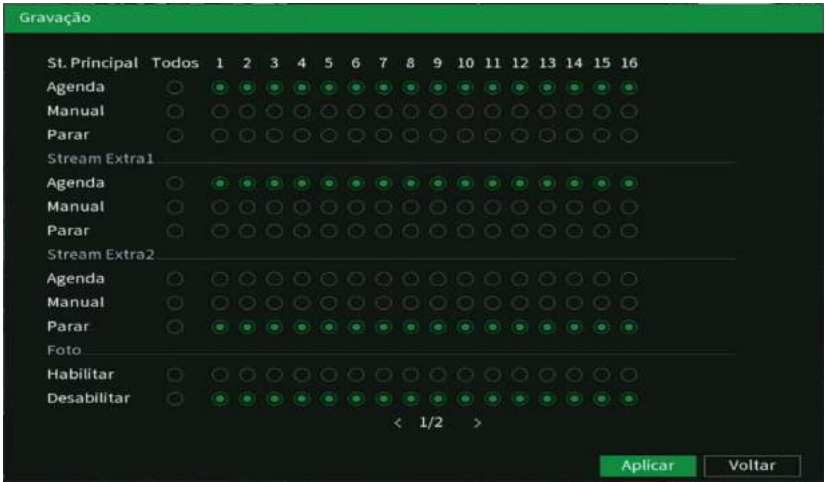 Gravação
St. Principal Todos 1 2 3 4 5 6 7 8 9 10 11 12 13 14 15 16
Agenda
Manual
Parar
Stream Extra1
Agenda
Manual
Parar
Stream Extra2
Agenda
Manual
Parar
Foto
Habilitar
Desabilitar
< 1/2 >
Aplicar Voltar